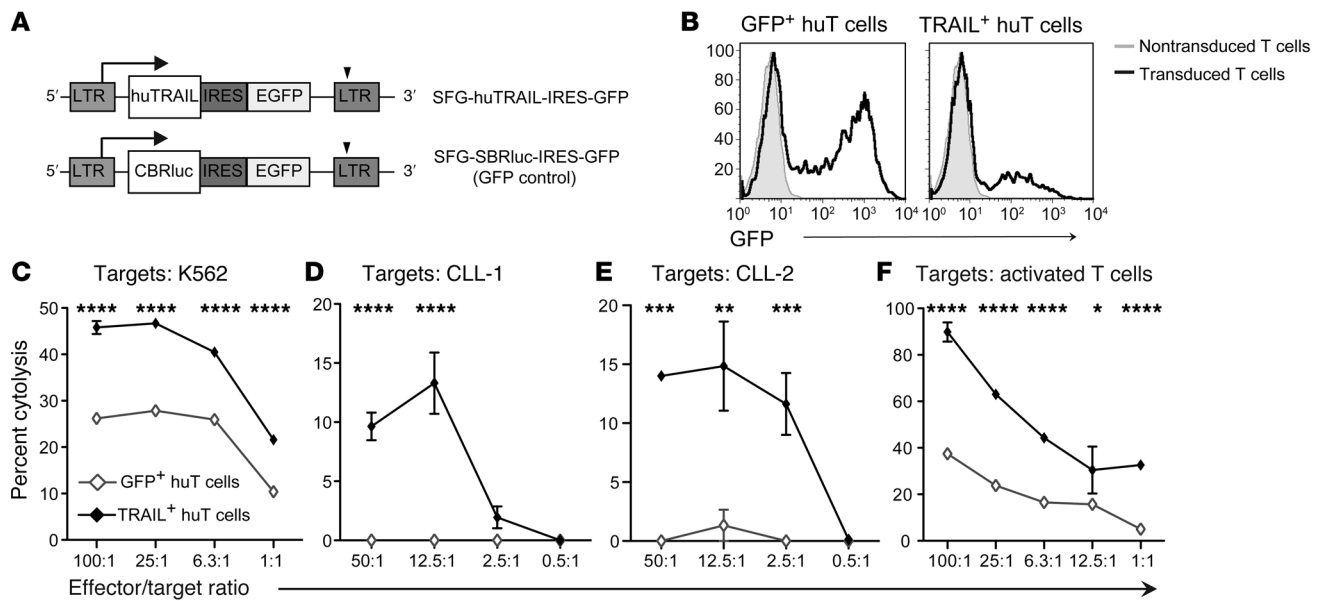 A
5′ LTR huTRAIL IRES EGFP LTR 3′ SFG-huTRAIL-IRES-GFP
5′ LTR CBRluc IRES EGFP LTR 3′ SFG-SBRluc-IRES-GFP
(GFP control)
B
GFP+ huT cells TRAIL+ huT cells
Nontransduced T cells
Transduced T cells
100
80
60
40
20
10⁰ 10¹ 10² 10³ 10⁴ 10⁰ 10¹ 10² 10³ 10⁴
GFP
C Targets: K562
**** **** **** ****
Percent cytolysis
50
40
30
20
10
0
GFP+ huT cells
TRAIL+ huT cells
100:1 25:1 6.3:1 1:1
D Targets: CLL-1
**** ****
20
15
10
5
0
50:1 12.5:1 2.5:1 0.5:1
E Targets: CLL-2
*** ** ***
20
15
10
5
0
50:1 12.5:1 2.5:1 0.5:1
F Targets: activated T cells
**** **** **** * ****
100
80
60
40
20
0
100:1 25:1 6.3:1 12.5:1 1:1
Effector/target ratio